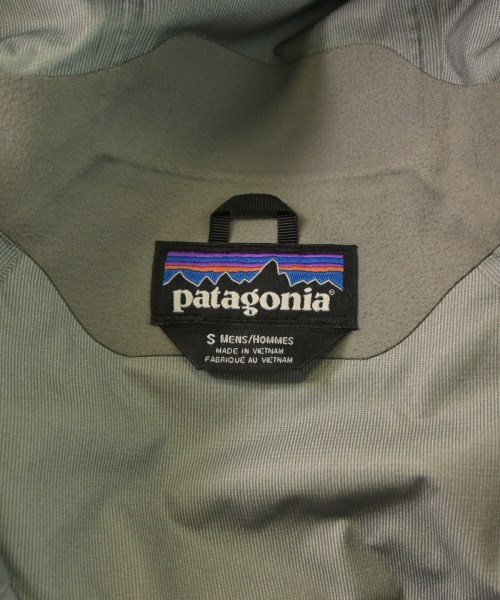 patagonia®
S MENS/HOMMES
MADE IN VIETNAM
FABRIQUÉ AU VIETNAM